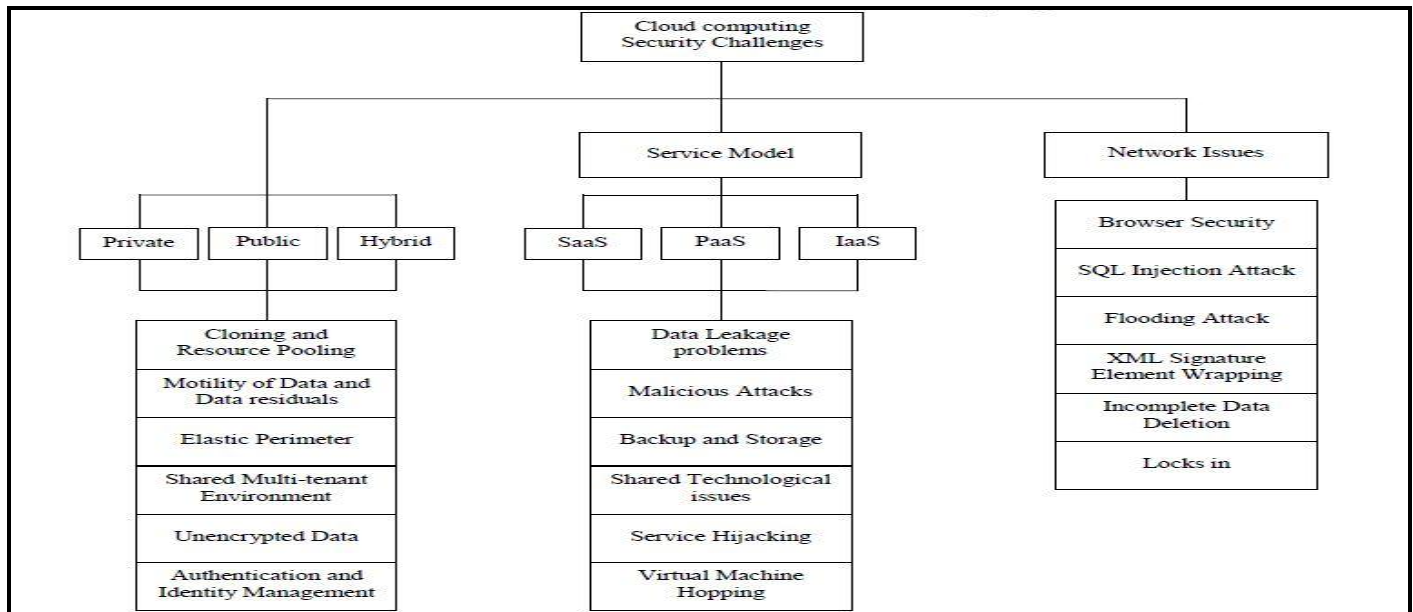 Cloud computing
Security Challenges
Service Model
Network Issues
Private
Public
Hybrid
SaaS
PaaS
IaaS
Cloning and
Resource Pooling
Motility of Data and
Data residuals
Elastic Perimeter
Shared Multi-tenant
Environment
Unencrypted Data
Authentication and
Identity Management
Data Leakage
problems
Malicious Attacks
Backup and Storage
Shared Technological
issues
Service Hijacking
Virtual Machine
Hopping
Browser Security
SQL Injection Attack
Flooding Attack
XML Signature
Element Wrapping
Incomplete Data
Deletion
Locks in